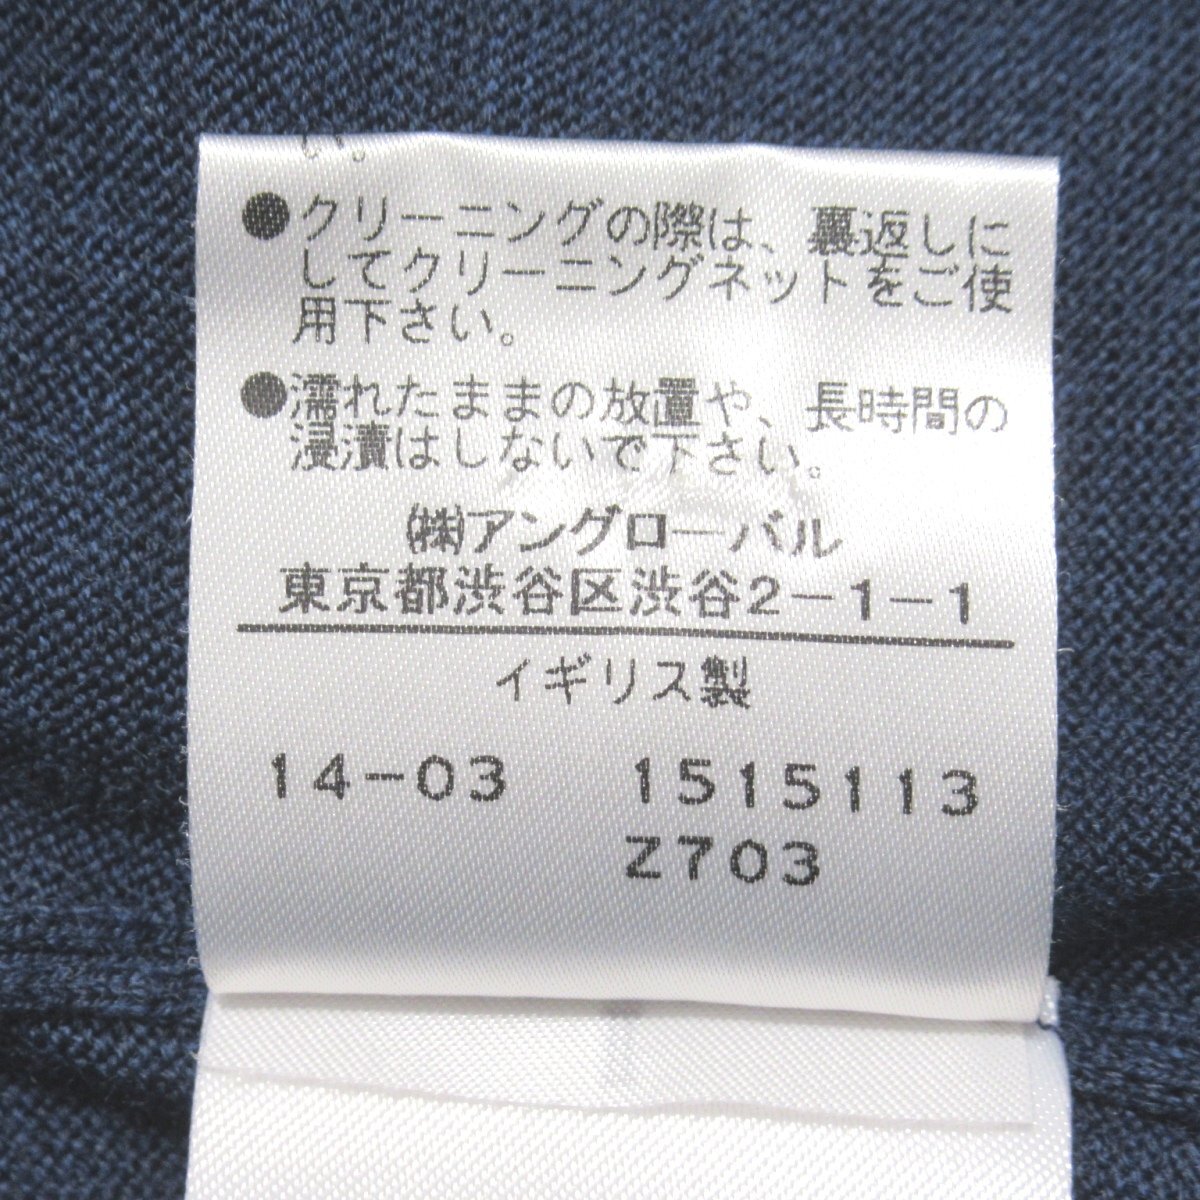 い。
●クリーニングの際は、裏返しに
してクリーニングネットをご使
用下さい。
●濡れたままの放置や、長時間の
浸漬はしないで下さい。
㈱アングローバル
東京都渋谷区渋谷2-1-1
イギリス製
14-03 1515113
Z703